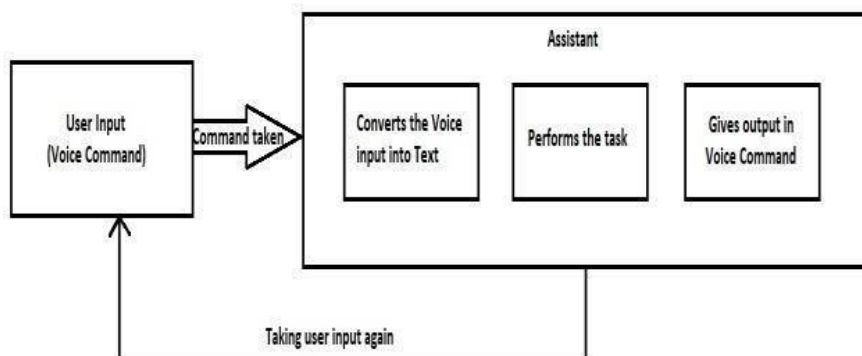 Assistant
User Input
(Voice Command)
Command taken
Converts the Voice
input into Text
Performs the task
Gives output in
Voice Command
Taking user input again